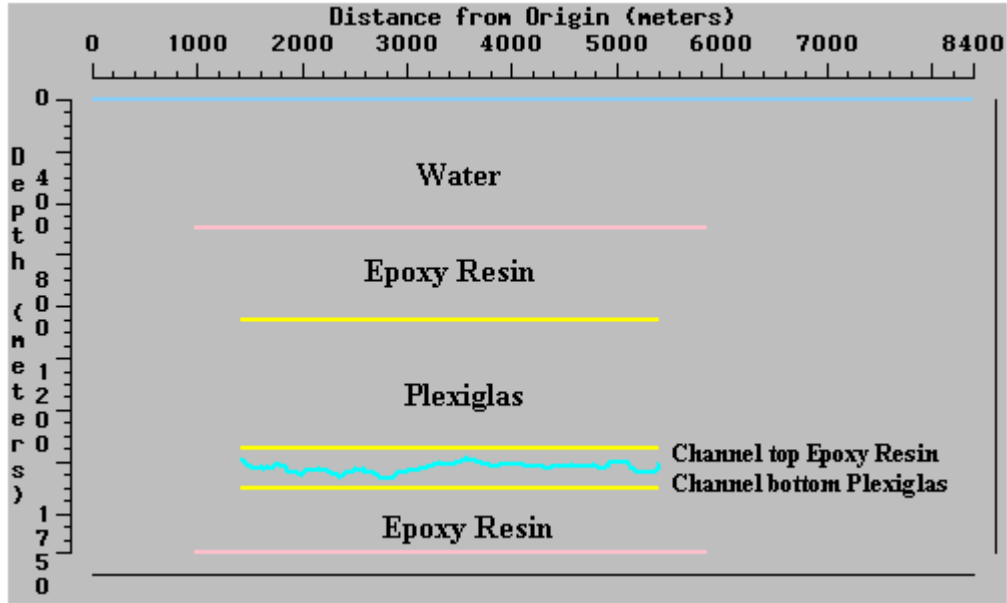 Distance from Origin (meters)
0 1000 2000 3000 4000 5000 6000 7000 8400
Depth (meters)
0
400
800
1200
1750
Water
Epoxy Resin
Plexiglas
Channel top Epoxy Resin
Channel bottom Plexiglas
Epoxy Resin